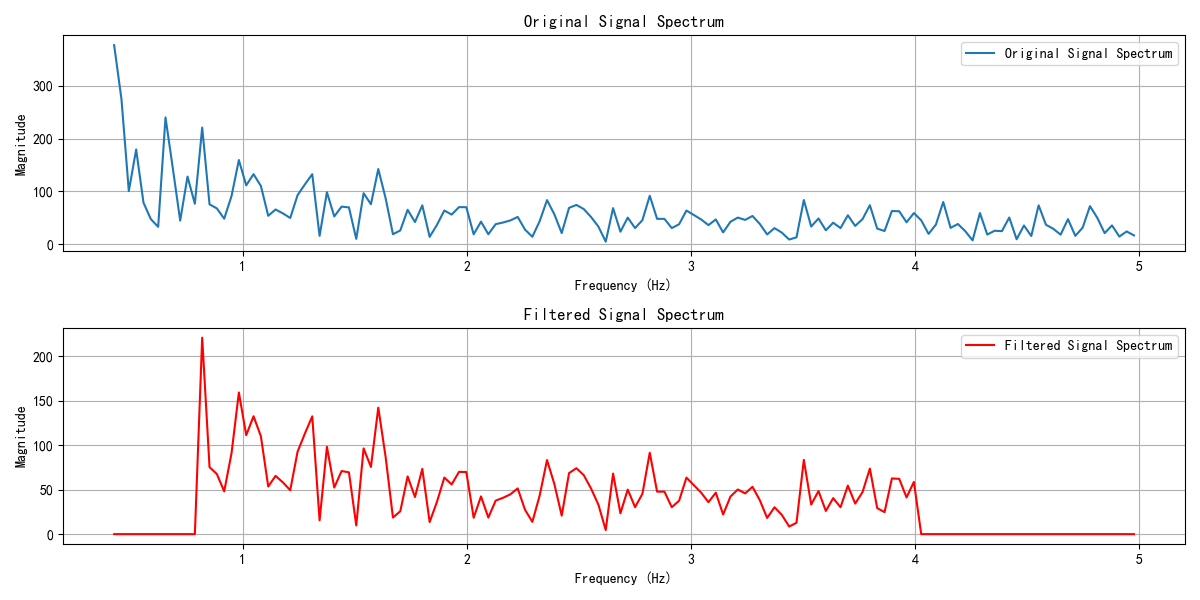 Original Signal Spectrum
Original Signal Spectrum
Magnitude
300
200
100
0
1 2 3 4 5
Frequency (Hz)
Filtered Signal Spectrum
Filtered Signal Spectrum
Magnitude
200
150
100
50
0
1 2 3 4 5
Frequency (Hz)